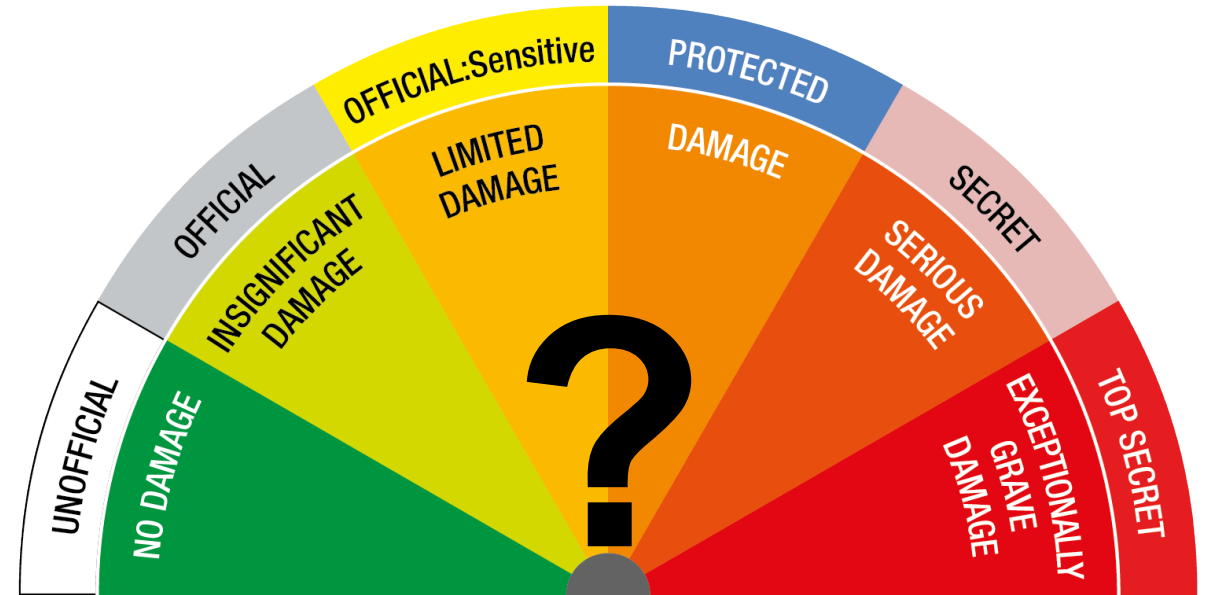 UNOFFICIAL
OFFICIAL
OFFICIAL:Sensitive
PROTECTED
SECRET
TOP SECRET
NO DAMAGE
INSIGNIFICANT
DAMAGE
LIMITED
DAMAGE
DAMAGE
SERIOUS
DAMAGE
EXCEPTIONALLY
GRAVE
DAMAGE
?